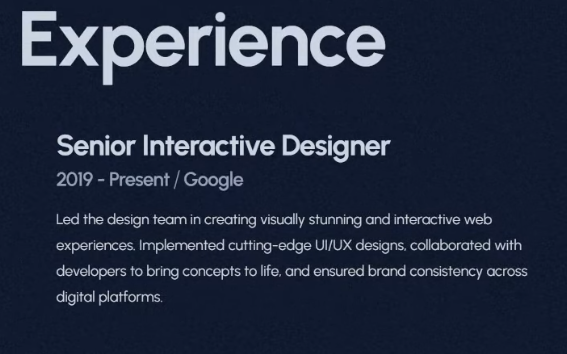 Experience
Senior Interactive Designer
2019 - Present / Google
Led the design team in creating visually stunning and interactive web
experiences. Implemented cutting-edge UI/UX designs, collaborated with
developers to bring concepts to life, and ensured brand consistency across
digital platforms.